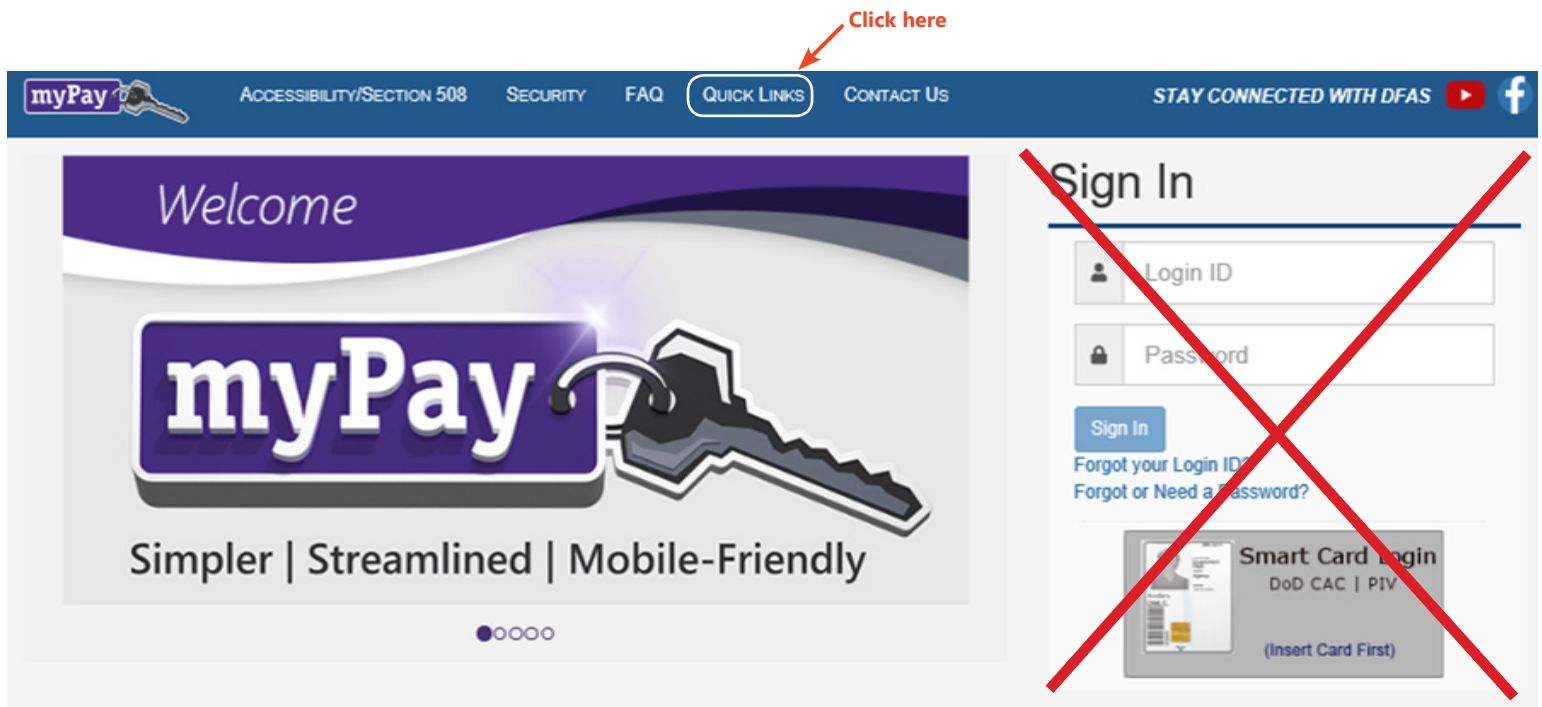 Click here
myPay
ACCESSIBILITY/SECTION 508 SECURITY FAQ QUICK LINKS CONTACT US
STAY CONNECTED WITH DFAS
Welcome
myPay
Simpler | Streamlined | Mobile-Friendly
Sign In
Login ID
Password
Sign In
Forgot your Login ID?
Forgot or Need a Password?
Smart Card Login
DoD CAC | PIV
(Insert Card First)